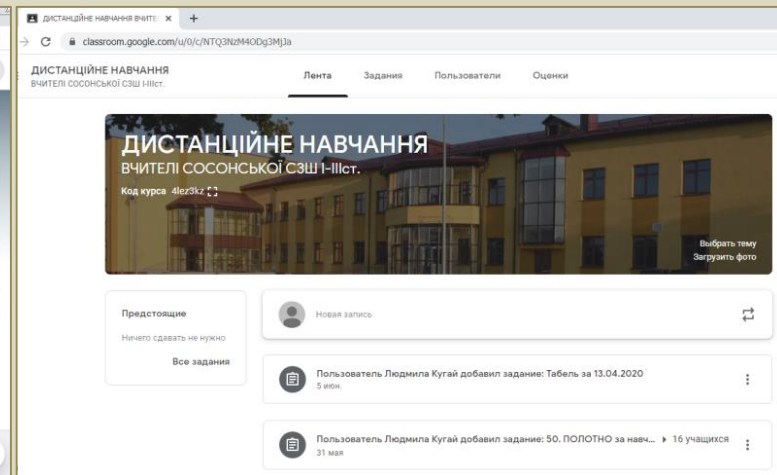 ДИСТАНЦІЙНЕ НАВЧАННЯ ВЧИТЕ
classroom.google.com/u/0/c/NTQ3NzM4ODg3MjJa
ДИСТАНЦІЙНЕ НАВЧАННЯ
ВЧИТЕЛІ СОСОНСЬКОЇ СЗШ І-ІІІст.
Лента Задания Пользователи Оценки
ДИСТАНЦІЙНЕ НАВЧАННЯ
ВЧИТЕЛІ СОСОНСЬКОЇ СЗШ І-ІІІст.
Код курса 4lez3kz
Выбрать тему
Загрузить фото
Предстоящие
Ничего сдавать не нужно
Все задания
Новая запись
Пользователь Людмила Кугай добавил задание: Табель за 13.04.2020
5 июн.
Пользователь Людмила Кугай добавил задание: 50. ПОЛОТНО за навч... 16 учащихся
31 мая